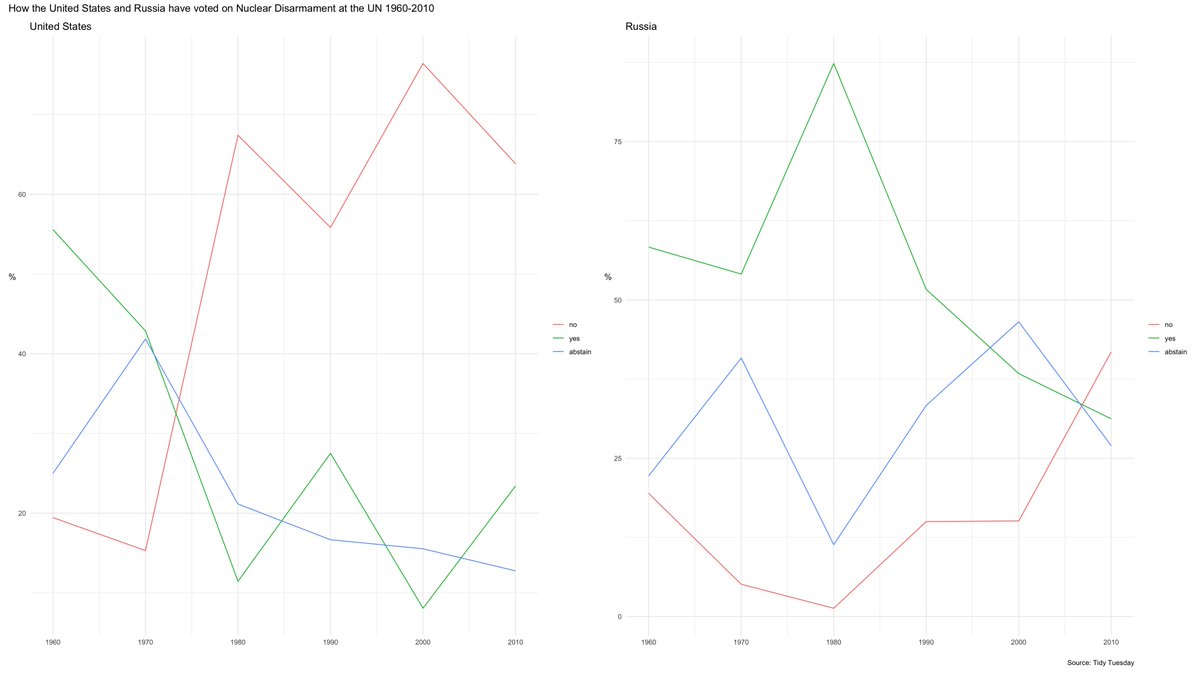 How the United States and Russia have voted on Nuclear Disarmament at the UN 1960-2010
United States
%
60
40
20
1960 1970 1980 1990 2000 2010
no
yes
abstain
Russia
%
75
50
25
0
1960 1970 1980 1990 2000 2010
no
yes
abstain
Source: Tidy Tuesday